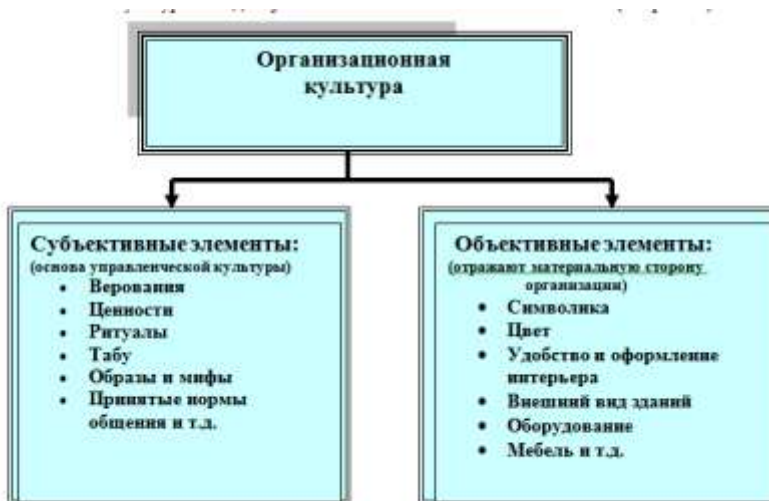 Организационная
культура
Субъективные элементы:
(основа управленческой культуры)
Верования
Ценности
Ритуалы
Табу
Образы и мифы
Принятые нормы
общения и т.д.
Объективные элементы:
(отражают материальную сторону
организации)
Символика
Цвет
Удобство и оформление
интерьера
Внешний вид зданий
Оборудование
Мебель и т.д.